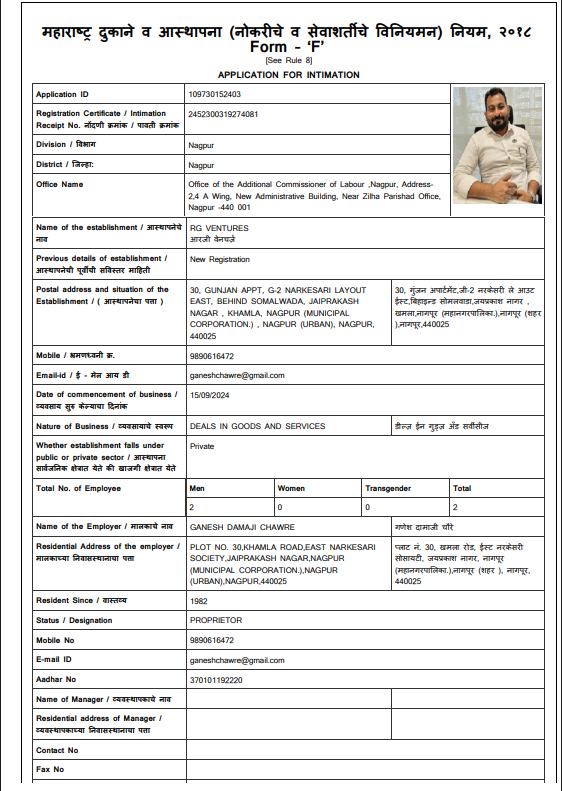 महाराष्ट्र दुकाने व आस्थापना (नोकरीचे व सेवाशर्तीचे विनियमन) नियम, २०१८
Form - ‘F’
[See Rule 8]
APPLICATION FOR INTIMATION
Application ID 109730152403
Registration Certificate / Intimation Receipt No. नोंदणी क्रमांक / पावती क्रमांक 2452300319274081
Division / विभाग Nagpur
District / जिल्हा: Nagpur
Office Name Office of the Additional Commissioner of Labour ,Nagpur, Address-
2,4 A Wing, New Administrative Building, Near Zilha Parishad Office,
Nagpur -440 001
Name of the establishment / आस्थापनेचे नाव RG VENTURES
आरजी वेनचर्ज़
Previous details of establishment / आस्थापनेची पूर्वीची सविस्तर माहिती New Registration
Postal address and situation of the Establishment / ( आस्थापनेचा पत्ता )
30, GUNJAN APPT, G-2 NARKESARI LAYOUT
EAST, BEHIND SOMALWADA, JAIPRAKASH
NAGAR , KHAMLA, NAGPUR (MUNICIPAL
CORPORATION.) , NAGPUR (URBAN), NAGPUR,
440025
30, गुंजन अपार्टमेंट,जी-2 नरकेसरी ले आउट
ईस्ट,बिहाइन्ड सोमलवाडा,जयप्रकाश नागर ,
खमला,नागपुर (महानगरपालिका.),नागपुर (शहर
),नागपुर,440025
Mobile / भ्रमणध्वनी क्र. 9890616472
Email-id / ई - मेल आय डी ganeshchawre@gmail.com
Date of commencement of business / व्यवसाय सुरु केल्याचा दिनांक 15/09/2024
Nature of Business / व्यवसायाचे स्वरूप DEALS IN GOODS AND SERVICES डील्ज़ ईन गुड्ज़ अँड सर्वीसीज
Whether establishment falls under
public or private sector / आस्थापना
सार्वजनिक क्षेत्रात येते की खाजगी क्षेत्रात येते
Private
Total No. of Employee Men Women Transgender Total
2 0 0 2
Name of the Employer / मालकाचे नाव GANESH DAMAJI CHAWRE गणेश दामाजी चौरे
Residential Address of the employer / मालकाच्या निवासस्थानाचा पत्ता
PLOT NO. 30,KHAMLA ROAD,EAST NARKESARI
SOCIETY,JAIPRAKASH NAGAR,NAGPUR
(MUNICIPAL CORPORATION.),NAGPUR
(URBAN),NAGPUR,440025
प्लाट नं. 30, खमला रोड, ईस्ट नरकेसरी
सोसायटी, जयप्रकाश नागर, नागपुर
(महानगरपालिका.),नागपुर (शहर ), नागपुर,
440025
Resident Since / वास्तव्य 1982
Status / Designation PROPRIETOR
Mobile No 9890616472
E-mail ID ganeshchawre@gmail.com
Aadhar No 370101192220
Name of Manager / व्यवस्थापकाचे नाव
Residential address of Manager /
व्यवस्थापकाच्या निवासस्थानाचा पत्ता
Contact No
Fax No